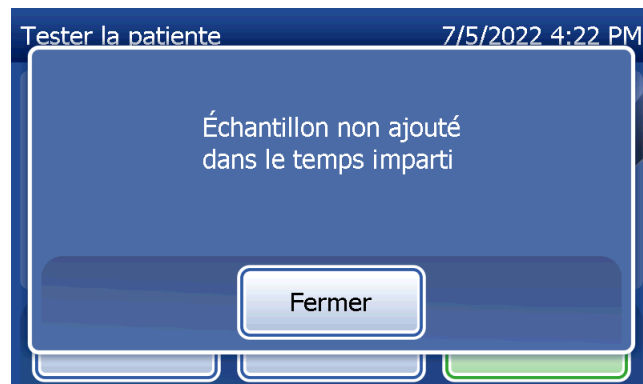 Tester la patiente 7/5/2022 4:22 PM
Échantillon non ajouté
dans le temps imparti
Fermer